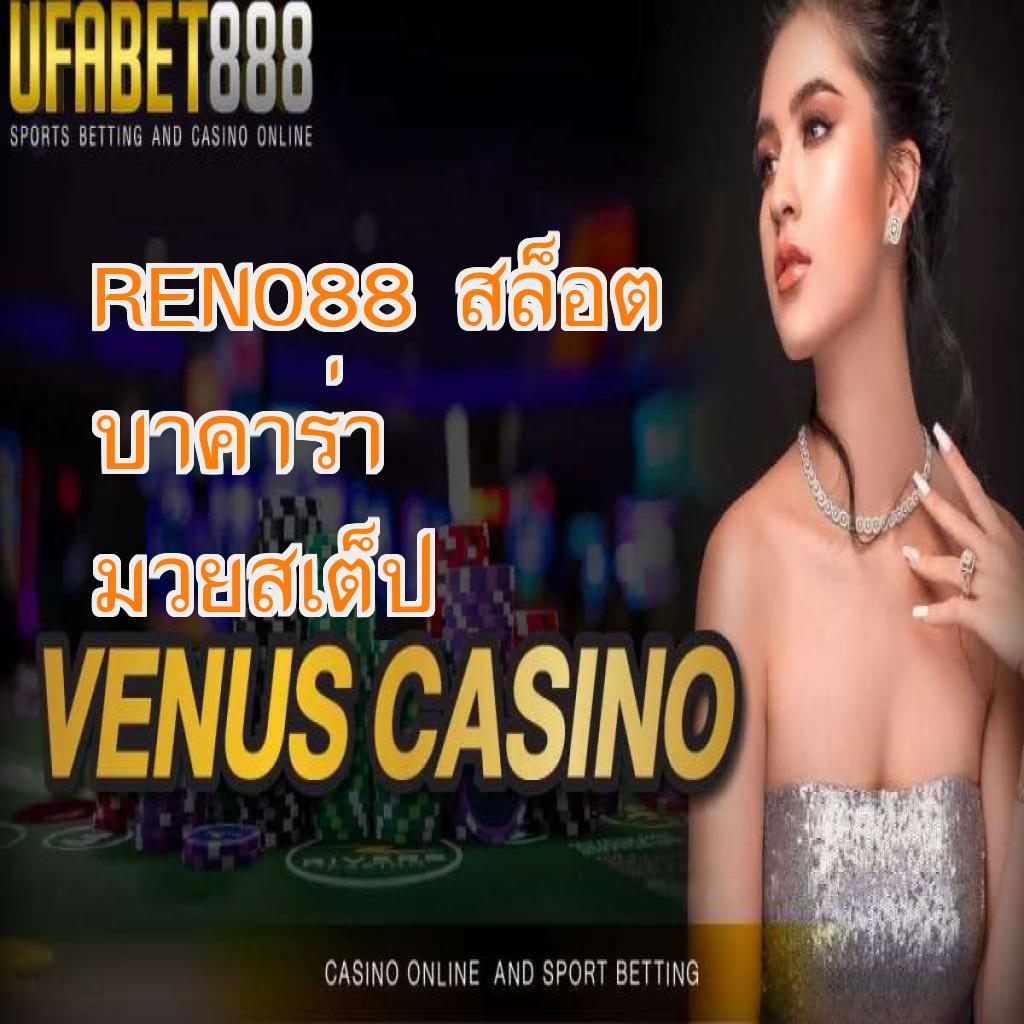 UFABET888
SPORTS BETTING AND CASINO ONLINE
RENO88 สล็อต
บาคาร่า
มวยสเต็ป
VENUS CASINO
CASINO ONLINE AND SPORT BETTING